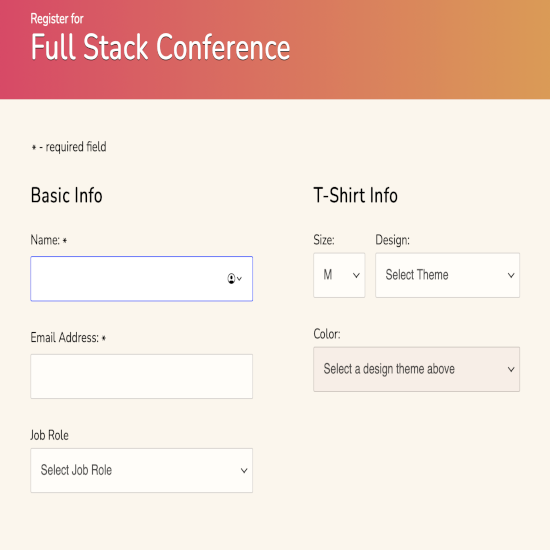 Register for
Full Stack Conference
* - required field
Basic Info
Name: *
Email Address: *
Job Role
Select Job Role
T-Shirt Info
Size:
Design:
M
Select Theme
Color:
Select a design theme above